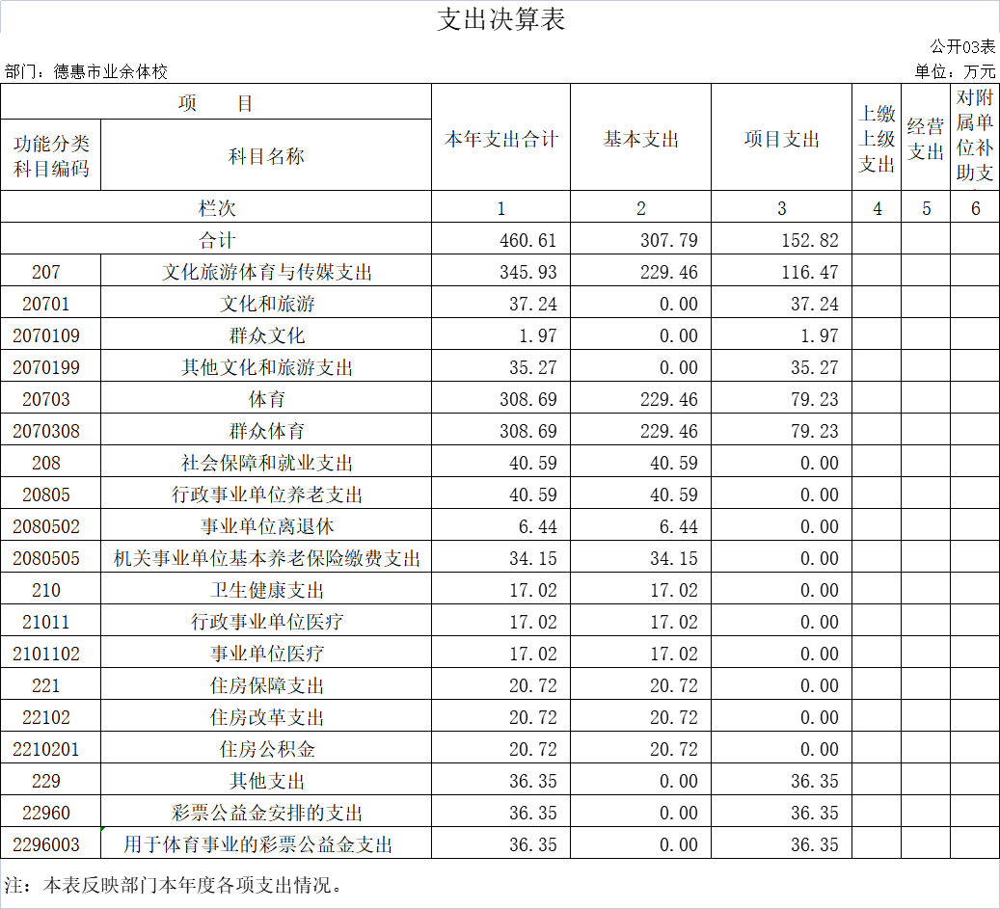 支出决算表
公开03表
部门：德惠市业余体校 单位：万元
项 目 本年支出合计 基本支出 项目支出 上缴上级支出 经营支出 对附属单位补助支
功能分类科目编码 科目名称
栏次 1 2 3 4 5 6
合计 460.61 307.79 152.82
207 文化旅游体育与传媒支出 345.93 229.46 116.47
20701 文化和旅游 37.24 0.00 37.24
2070109 群众文化 1.97 0.00 1.97
2070199 其他文化和旅游支出 35.27 0.00 35.27
20703 体育 308.69 229.46 79.23
2070308 群众体育 308.69 229.46 79.23
208 社会保障和就业支出 40.59 40.59 0.00
20805 行政事业单位养老支出 40.59 40.59 0.00
2080502 事业单位离退休 6.44 6.44 0.00
2080505 机关事业单位基本养老保险缴费支出 34.15 34.15 0.00
210 卫生健康支出 17.02 17.02 0.00
21011 行政事业单位医疗 17.02 17.02 0.00
2101102 事业单位医疗 17.02 17.02 0.00
221 住房保障支出 20.72 20.72 0.00
22102 住房改革支出 20.72 20.72 0.00
2210201 住房公积金 20.72 20.72 0.00
229 其他支出 36.35 0.00 36.35
22960 彩票公益金安排的支出 36.35 0.00 36.35
2296003 用于体育事业的彩票公益金支出 36.35 0.00 36.35
注：本表反映部门本年度各项支出情况。